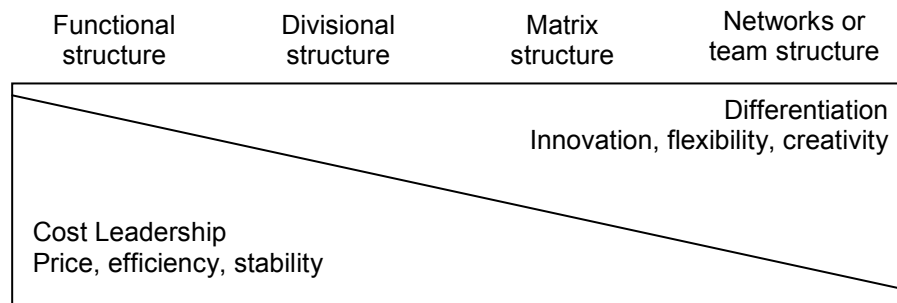 Functional
structure
Divisional
structure
Matrix
structure
Networks or
team structure
Differentiation
Innovation, flexibility, creativity
Cost Leadership
Price, efficiency, stability